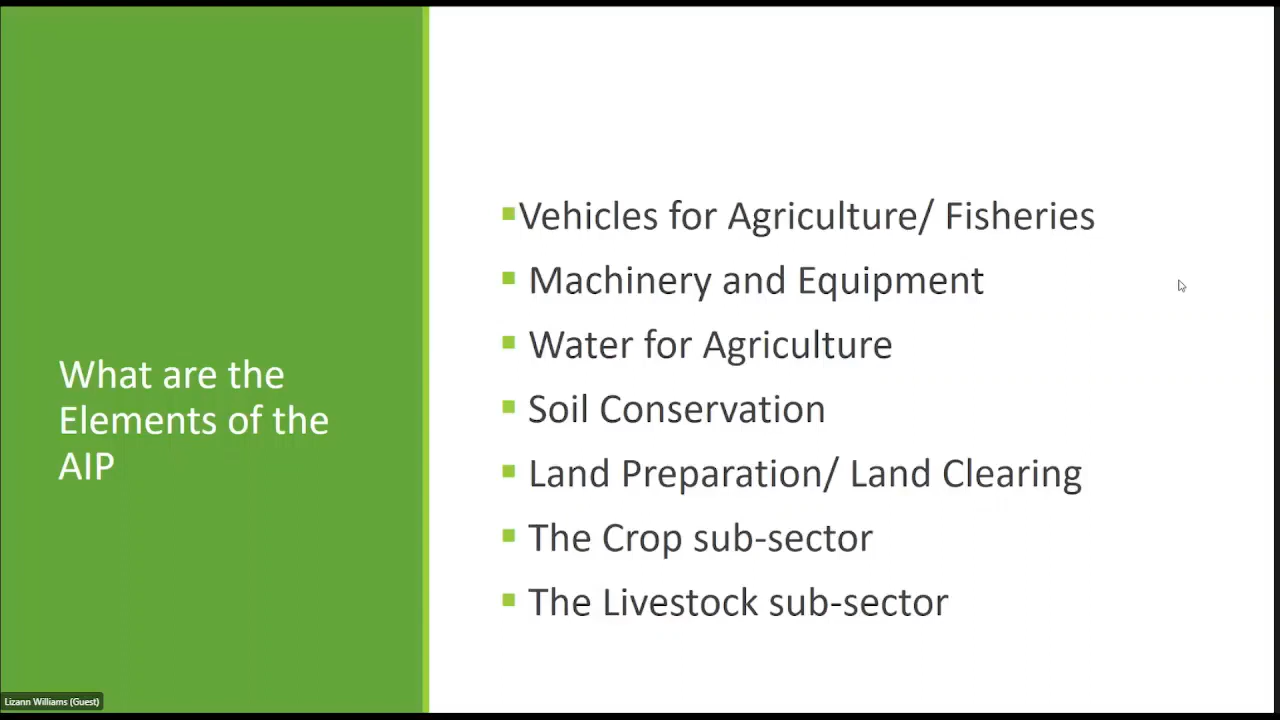 What are the
Elements of the
AIP
▪Vehicles for Agriculture/ Fisheries
▪ Machinery and Equipment
▪ Water for Agriculture
▪ Soil Conservation
▪ Land Preparation/ Land Clearing
▪ The Crop sub-sector
▪ The Livestock sub-sector
Lizann Williams (Guest)